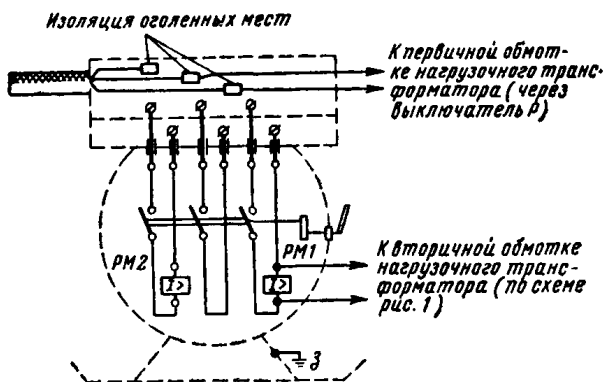 Изоляция оголенных мест
К первичной обмот-
ке нагрузочного транс-
форматора (через
выключатель Р)
РМ2
РМ1
I>
I>
К вторичной обмотке
нагрузочного транс-
форматора (по схеме
рис. 1)
З